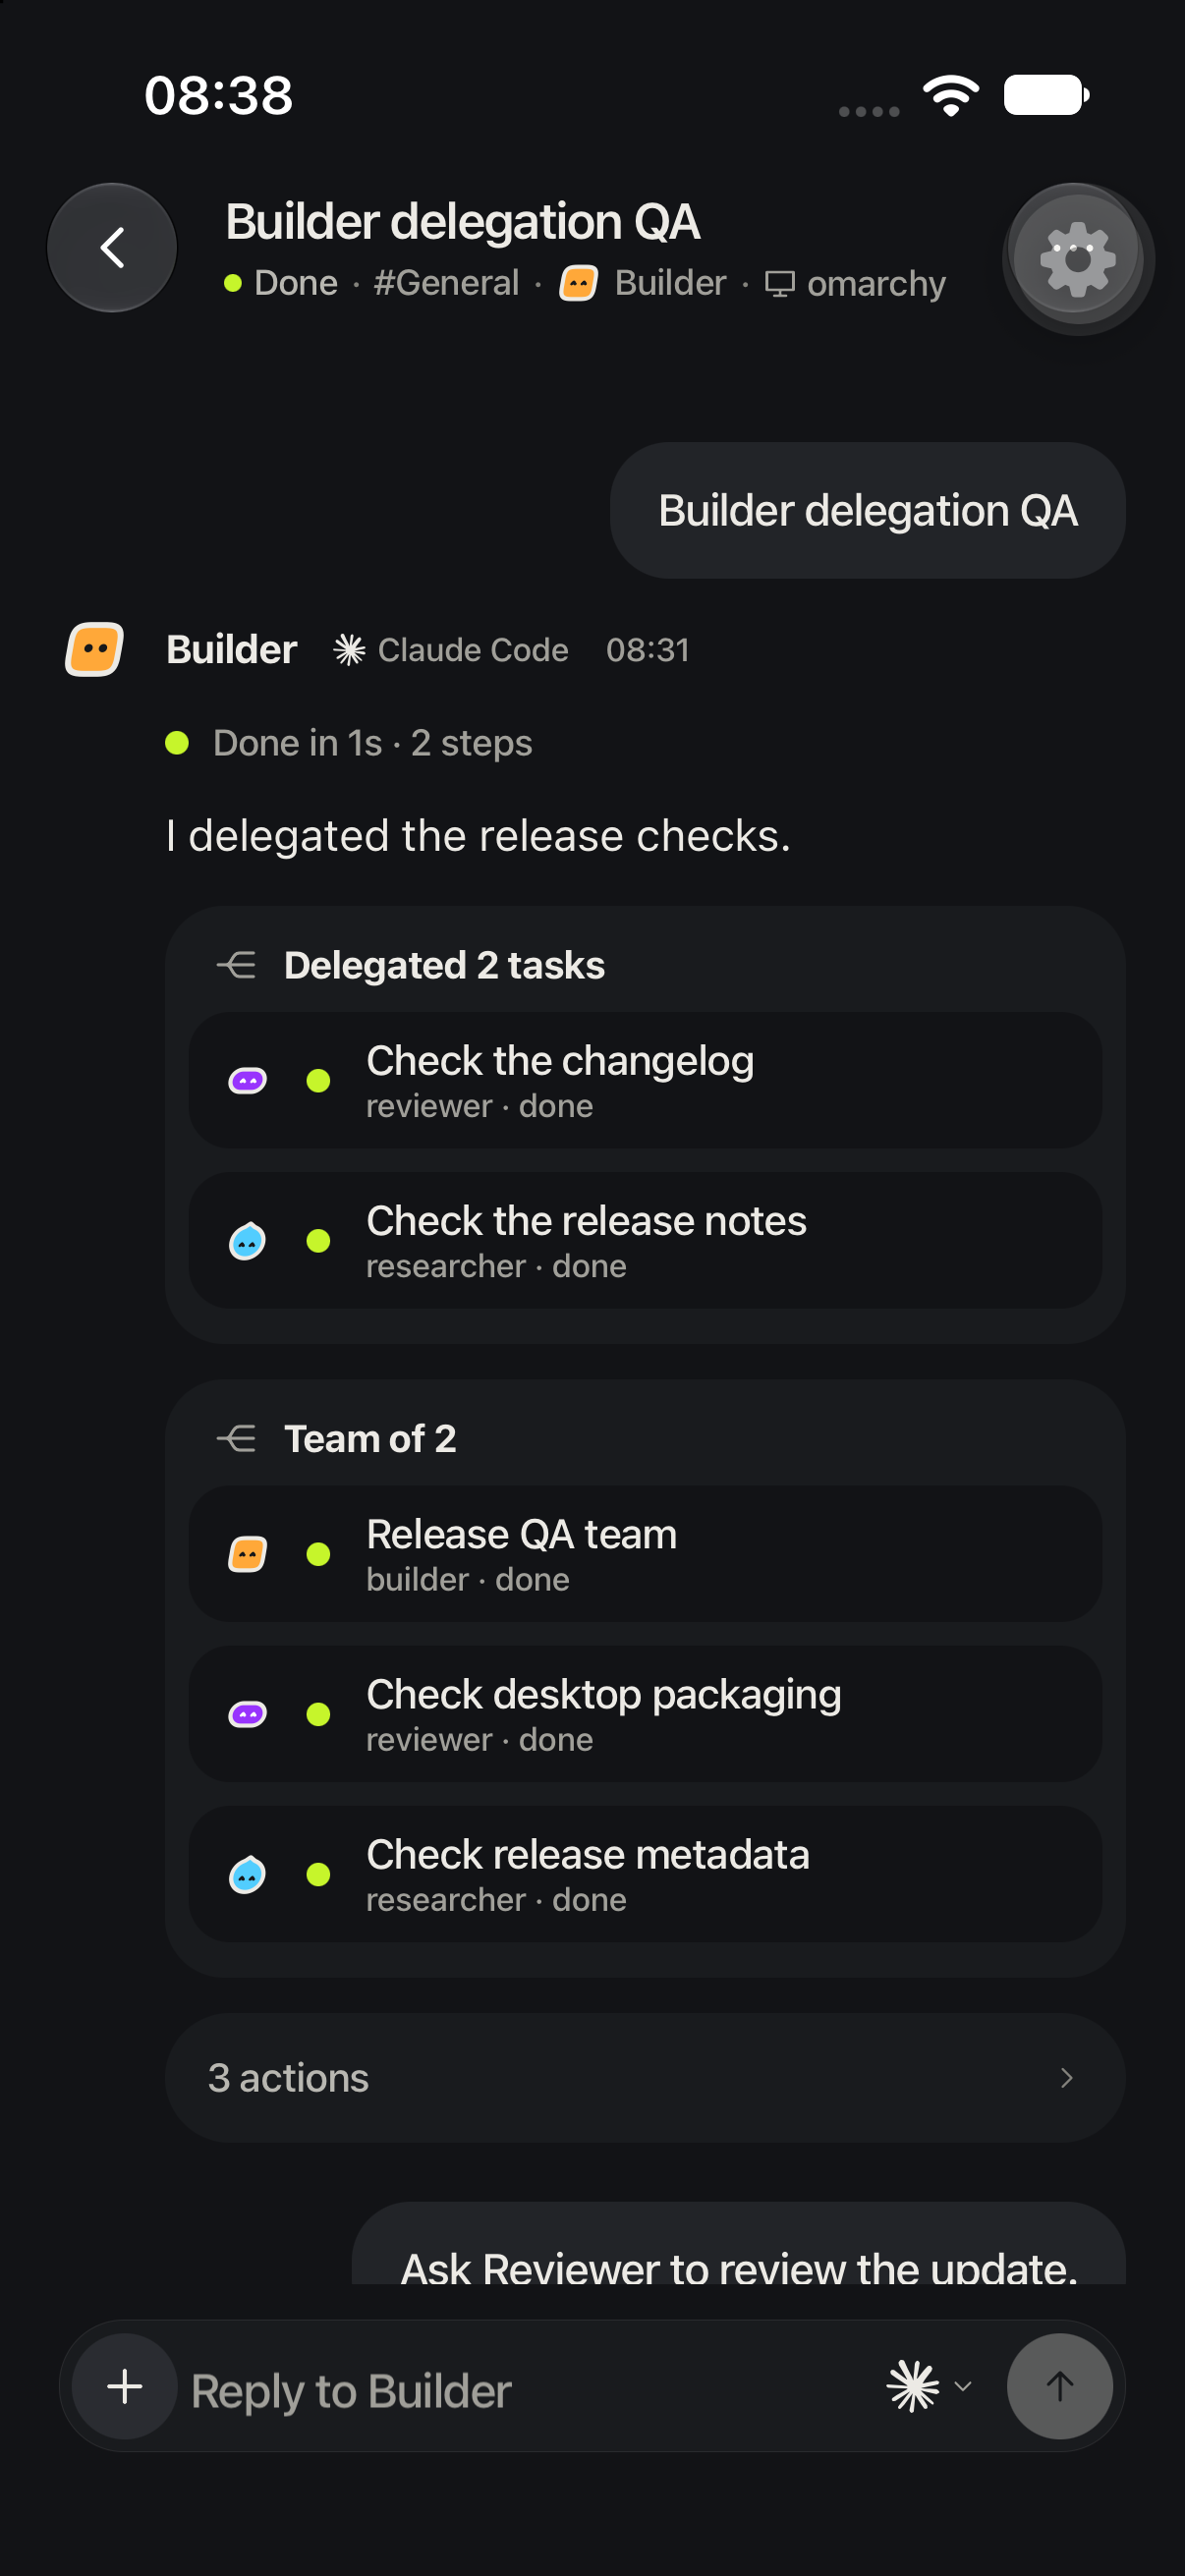 08:38
Builder delegation QA
Done · #General · Builder · omarchy
Builder delegation QA
Builder Claude Code 08:31
Done in 1s · 2 steps
I delegated the release checks.
Delegated 2 tasks
Check the changelog
reviewer · done
Check the release notes
researcher · done
Team of 2
Release QA team
builder · done
Check desktop packaging
reviewer · done
Check release metadata
researcher · done
3 actions
Ask Reviewer to review the update.
Reply to Builder